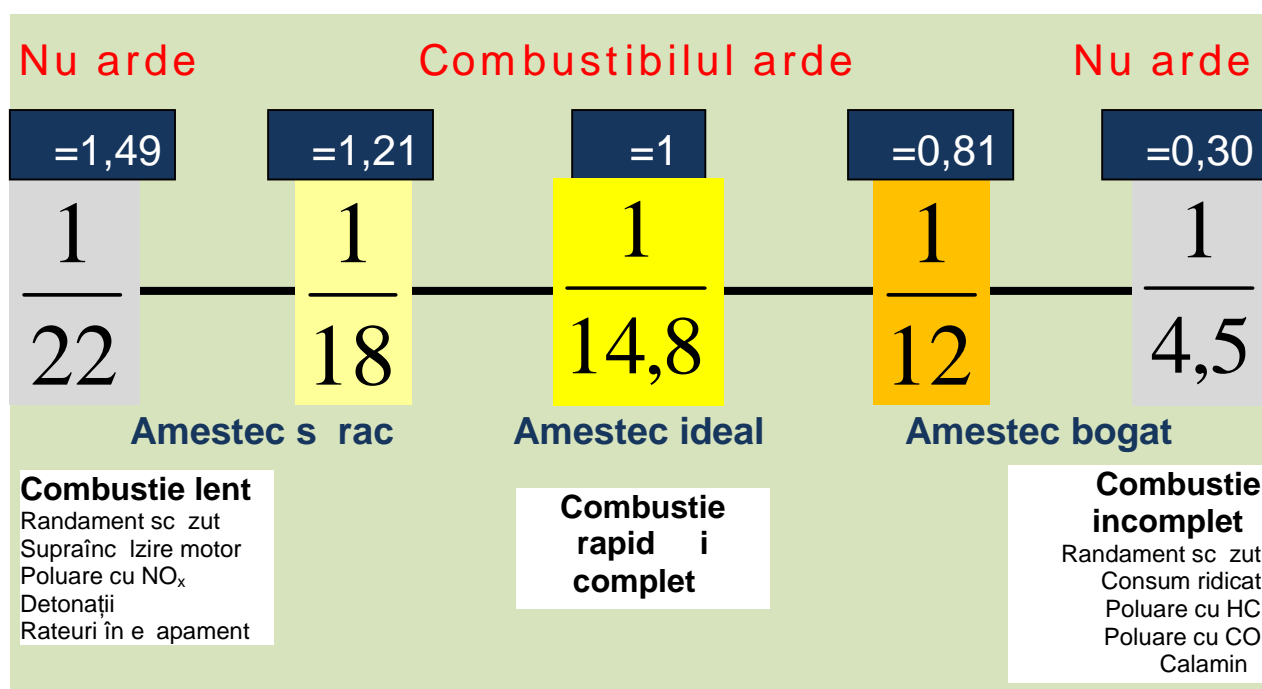 Nu arde
Combustibilul arde
Nu arde
=1,49
=1,21
=1
=0,81
=0,30
1
22
1
18
1
14,8
1
12
1
4,5
Amestec s rac
Amestec ideal
Amestec bogat
Combustie lent
Randament sc zut
Supraînc lzire motor
Poluare cu NOₓ
Detonații
Rateuri în e apament
Combustie
rapid i
complet
Combustie
incomplet
Randament sc zut
Consum ridicat
Poluare cu HC
Poluare cu CO
Calamin